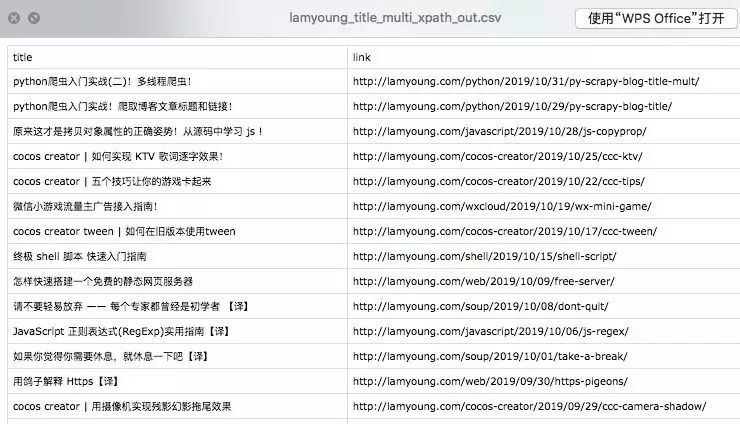 lamyoung_title_multi_xpath_out.csv 使用“WPS Office”打开
title link
python爬虫入门实战(二)！多线程爬虫！ http://lamyoung.com/python/2019/10/31/py-scrapy-blog-title-mult/
python爬虫入门实战！爬取博客文章标题和链接！ http://lamyoung.com/python/2019/10/29/py-scrapy-blog-title/
原来这才是拷贝对象属性的正确姿势！从源码中学习 js ！ http://lamyoung.com/javascript/2019/10/28/js-copyprop/
cocos creator | 如何实现 KTV 歌词逐字效果！ http://lamyoung.com/cocos-creator/2019/10/25/ccc-ktv/
cocos creator | 五个技巧让你的游戏卡起来 http://lamyoung.com/cocos-creator/2019/10/22/ccc-tips/
微信小游戏流量主广告接入指南！ http://lamyoung.com/wxcloud/2019/10/19/wx-mini-game/
cocos creator tween | 如何在旧版本使用tween http://lamyoung.com/cocos-creator/2019/10/17/ccc-tween/
终极 shell 脚本 快速入门指南 http://lamyoung.com/shell/2019/10/15/shell-script/
怎样快速搭建一个免费的静态网页服务器 http://lamyoung.com/web/2019/10/09/free-server/
请不要轻易放弃 —— 每个专家都曾经是初学者 【译】 http://lamyoung.com/soup/2019/10/08/dont-quit/
JavaScript 正则表达式(RegExp)实用指南【译】 http://lamyoung.com/javascript/2019/10/06/js-regex/
如果你觉得你需要休息，就休息一下吧【译】 http://lamyoung.com/soup/2019/10/01/take-a-break/
用鸽子解释 Https【译】 http://lamyoung.com/web/2019/09/30/https-pigeons/
cocos creator | 用摄像机实现残影幻影拖尾效果 http://lamyoung.com/cocos-creator/2019/09/29/ccc-camera-shadow/